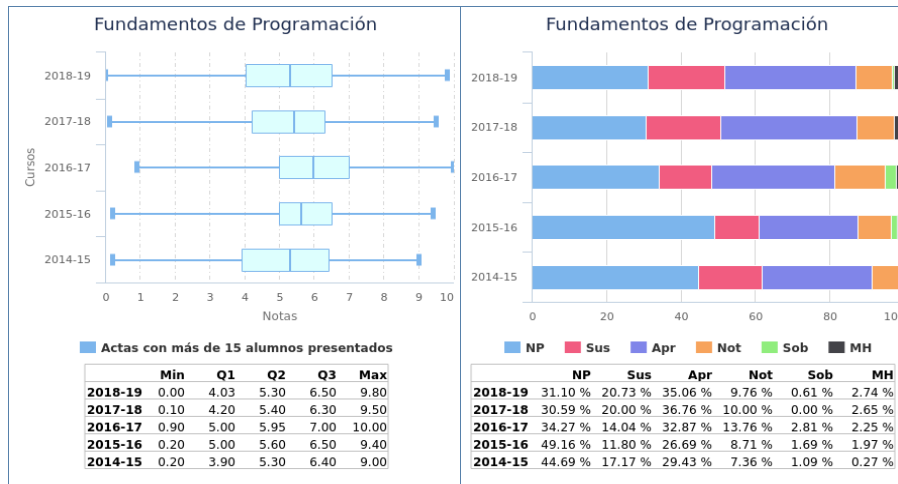 Fundamentos de Programación
Cursos
2018-19
2017-18
2016-17
2015-16
2014-15
0 1 2 3 4 5 6 7 8 9 10
Notas
Actas con más de 15 alumnos presentados
Min Q1 Q2 Q3 Max
2018-19 0.00 4.03 5.30 6.50 9.80
2017-18 0.10 4.20 5.40 6.30 9.50
2016-17 0.90 5.00 5.95 7.00 10.00
2015-16 0.20 5.00 5.60 6.50 9.40
2014-15 0.20 3.90 5.30 6.40 9.00
Fundamentos de Programación
2018-19
2017-18
2016-17
2015-16
2014-15
0 20 40 60 80 100
NP Sus Apr Not Sob MH
NP Sus Apr Not Sob MH
2018-19 31.10 % 20.73 % 35.06 % 9.76 % 0.61 % 2.74 %
2017-18 30.59 % 20.00 % 36.76 % 10.00 % 0.00 % 2.65 %
2016-17 34.27 % 14.04 % 32.87 % 13.76 % 2.81 % 2.25 %
2015-16 49.16 % 11.80 % 26.69 % 8.71 % 1.69 % 1.97 %
2014-15 44.69 % 17.17 % 29.43 % 7.36 % 1.09 % 0.27 %